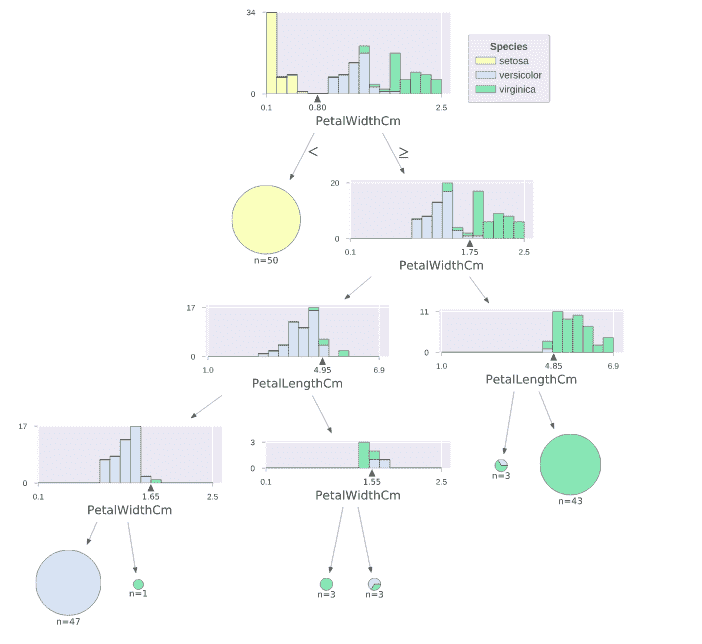 34
0
0.1 0.80 2.5
PetalWidthCm
Species
setosa
versicolor
virginica
< ≥
n=50
20
0
0.1 1.75 2.5
PetalWidthCm
17
0
1.0 4.95 6.9
PetalLengthCm
11
0
1.0 4.85 6.9
PetalLengthCm
17
0
0.1 1.65 2.5
PetalWidthCm
3
0
0.1 1.55 2.5
PetalWidthCm
n=3
n=43
n=47
n=1
n=3
n=3